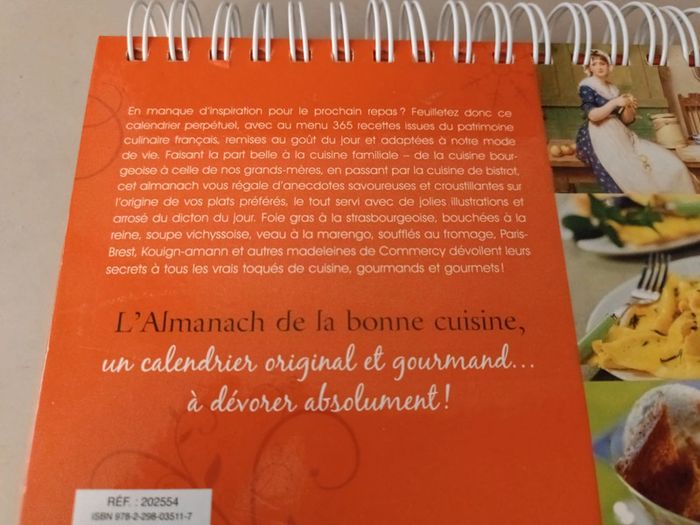 En manque d'inspiration pour le prochain repas ? Feuilletez donc ce
calendrier perpétuel, avec au menu 365 recettes issues du patrimoine
culinaire français, remises au goût du jour et adaptées à notre mode
de vie. Faisant la part belle à la cuisine familiale – de la cuisine bour-
geoise à celle de nos grands-mères, en passant par la cuisine de bistrot,
cet almanach vous régale d'anecdotes savoureuses et croustillantes sur
l'origine de vos plats préférés, le tout servi avec de jolies illustrations et
arrosé du dicton du jour. Foie gras à la strasbourgeoise, bouchées à la
reine, soupe vichyssoise, veau à la marengo, soufflés au fromage, Paris-
Brest, Kouign-amann et autres madeleines de Commercy dévoilent leurs
secrets à tous les vrais toqués de cuisine, gourmands et gourmets !
L'Almanach de la bonne cuisine,
un calendrier original et gourmand...
à dévorer absolument !
RÉF. : 202554
ISBN 978-2-298-03511-7